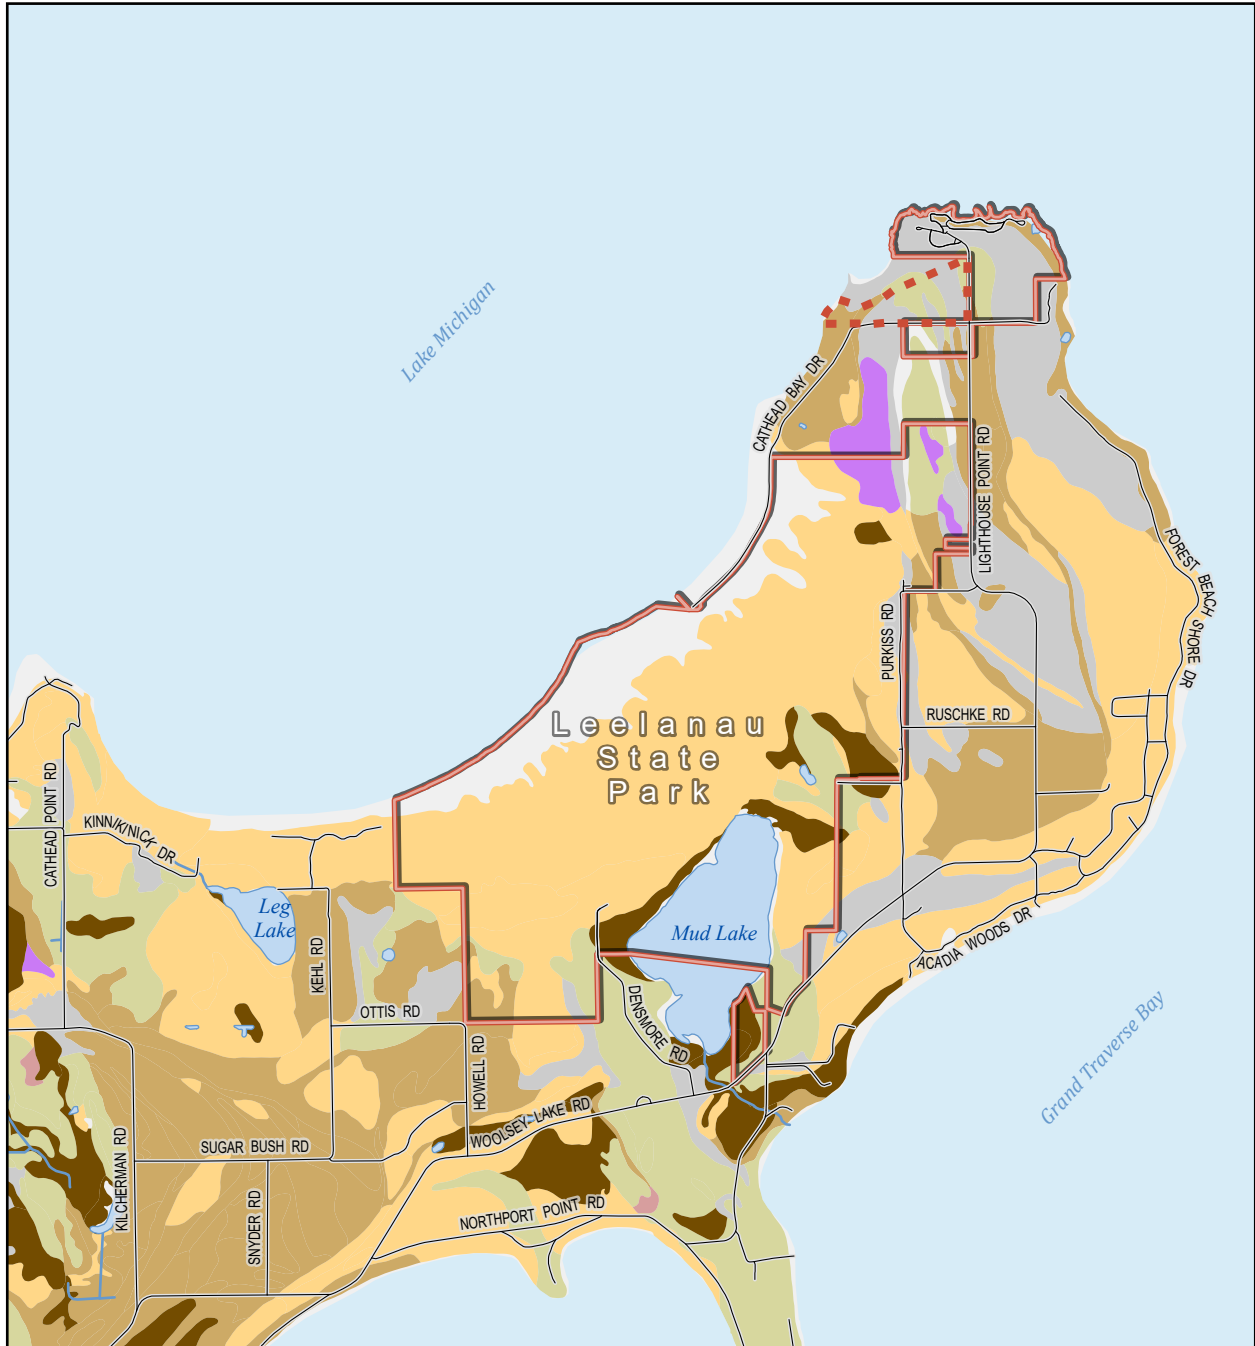 Lake Michigan
CATHEAD BAY DR
LIGHTHOUSE POINT RD
FOREST BEACH SHORE DR
PURKISS RD
RUSCHKE RD
Leelanau
State
Park
CATHEAD POINT RD
KINN/K/NICK DR
Leg
Lake
Mud Lake
KEHL RD
ACADIA WOODS DR
OTTIS RD
DENSMORE RD
HOWELL RD
Grand Traverse Bay
WOOLSEY LAKE RD
SUGAR BUSH RD
KILCHERMAN RD
SNYDER RD
NORTHPORT POINT RD